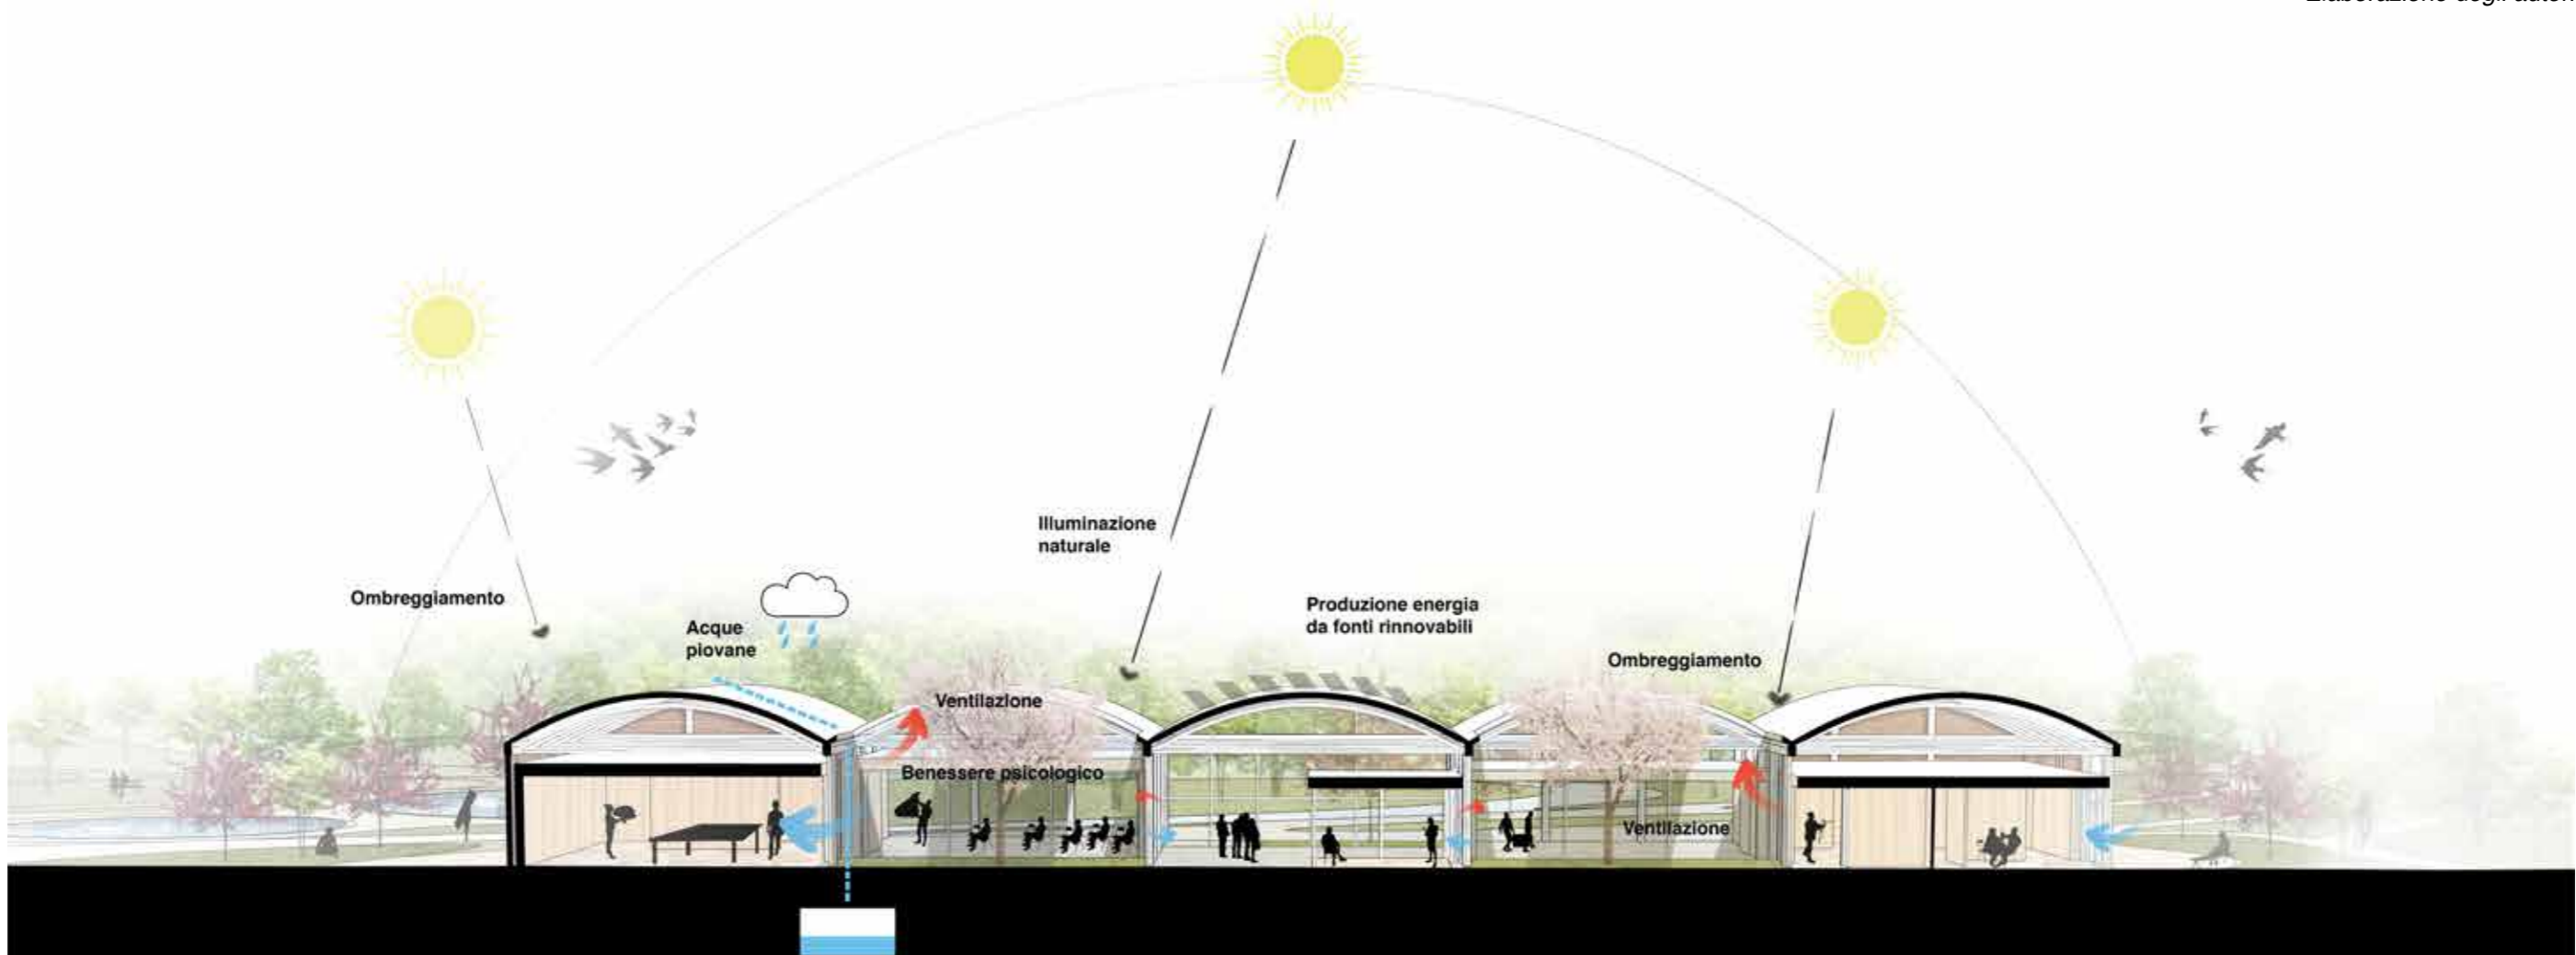 Illuminazione
naturale
Ombreggiamento
Produzione energia
da fonti rinnovabili
Acque
piovane
Ombreggiamento
Ventilazione
Benessere psicologico
Ventilazione